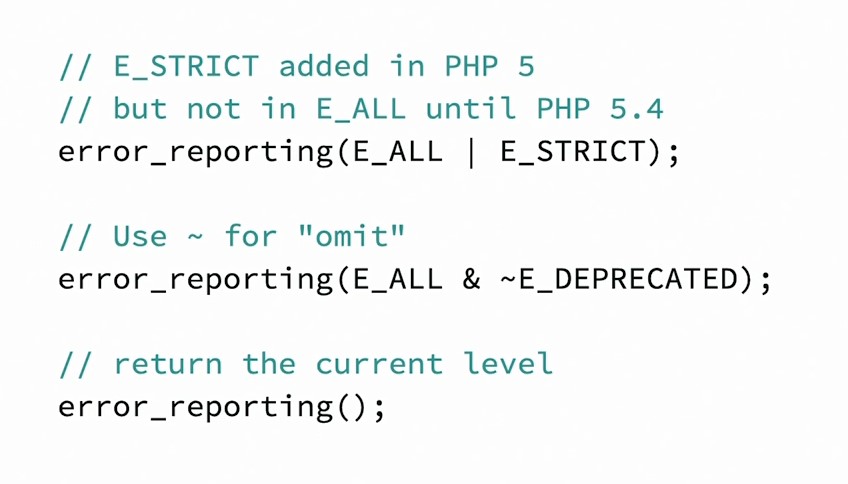 // E_STRICT added in PHP 5
// but not in E_ALL until PHP 5.4
error_reporting(E_ALL | E_STRICT);
// Use ~ for "omit"
error_reporting(E_ALL & ~E_DEPRECATED);
// return the current level
error_reporting();